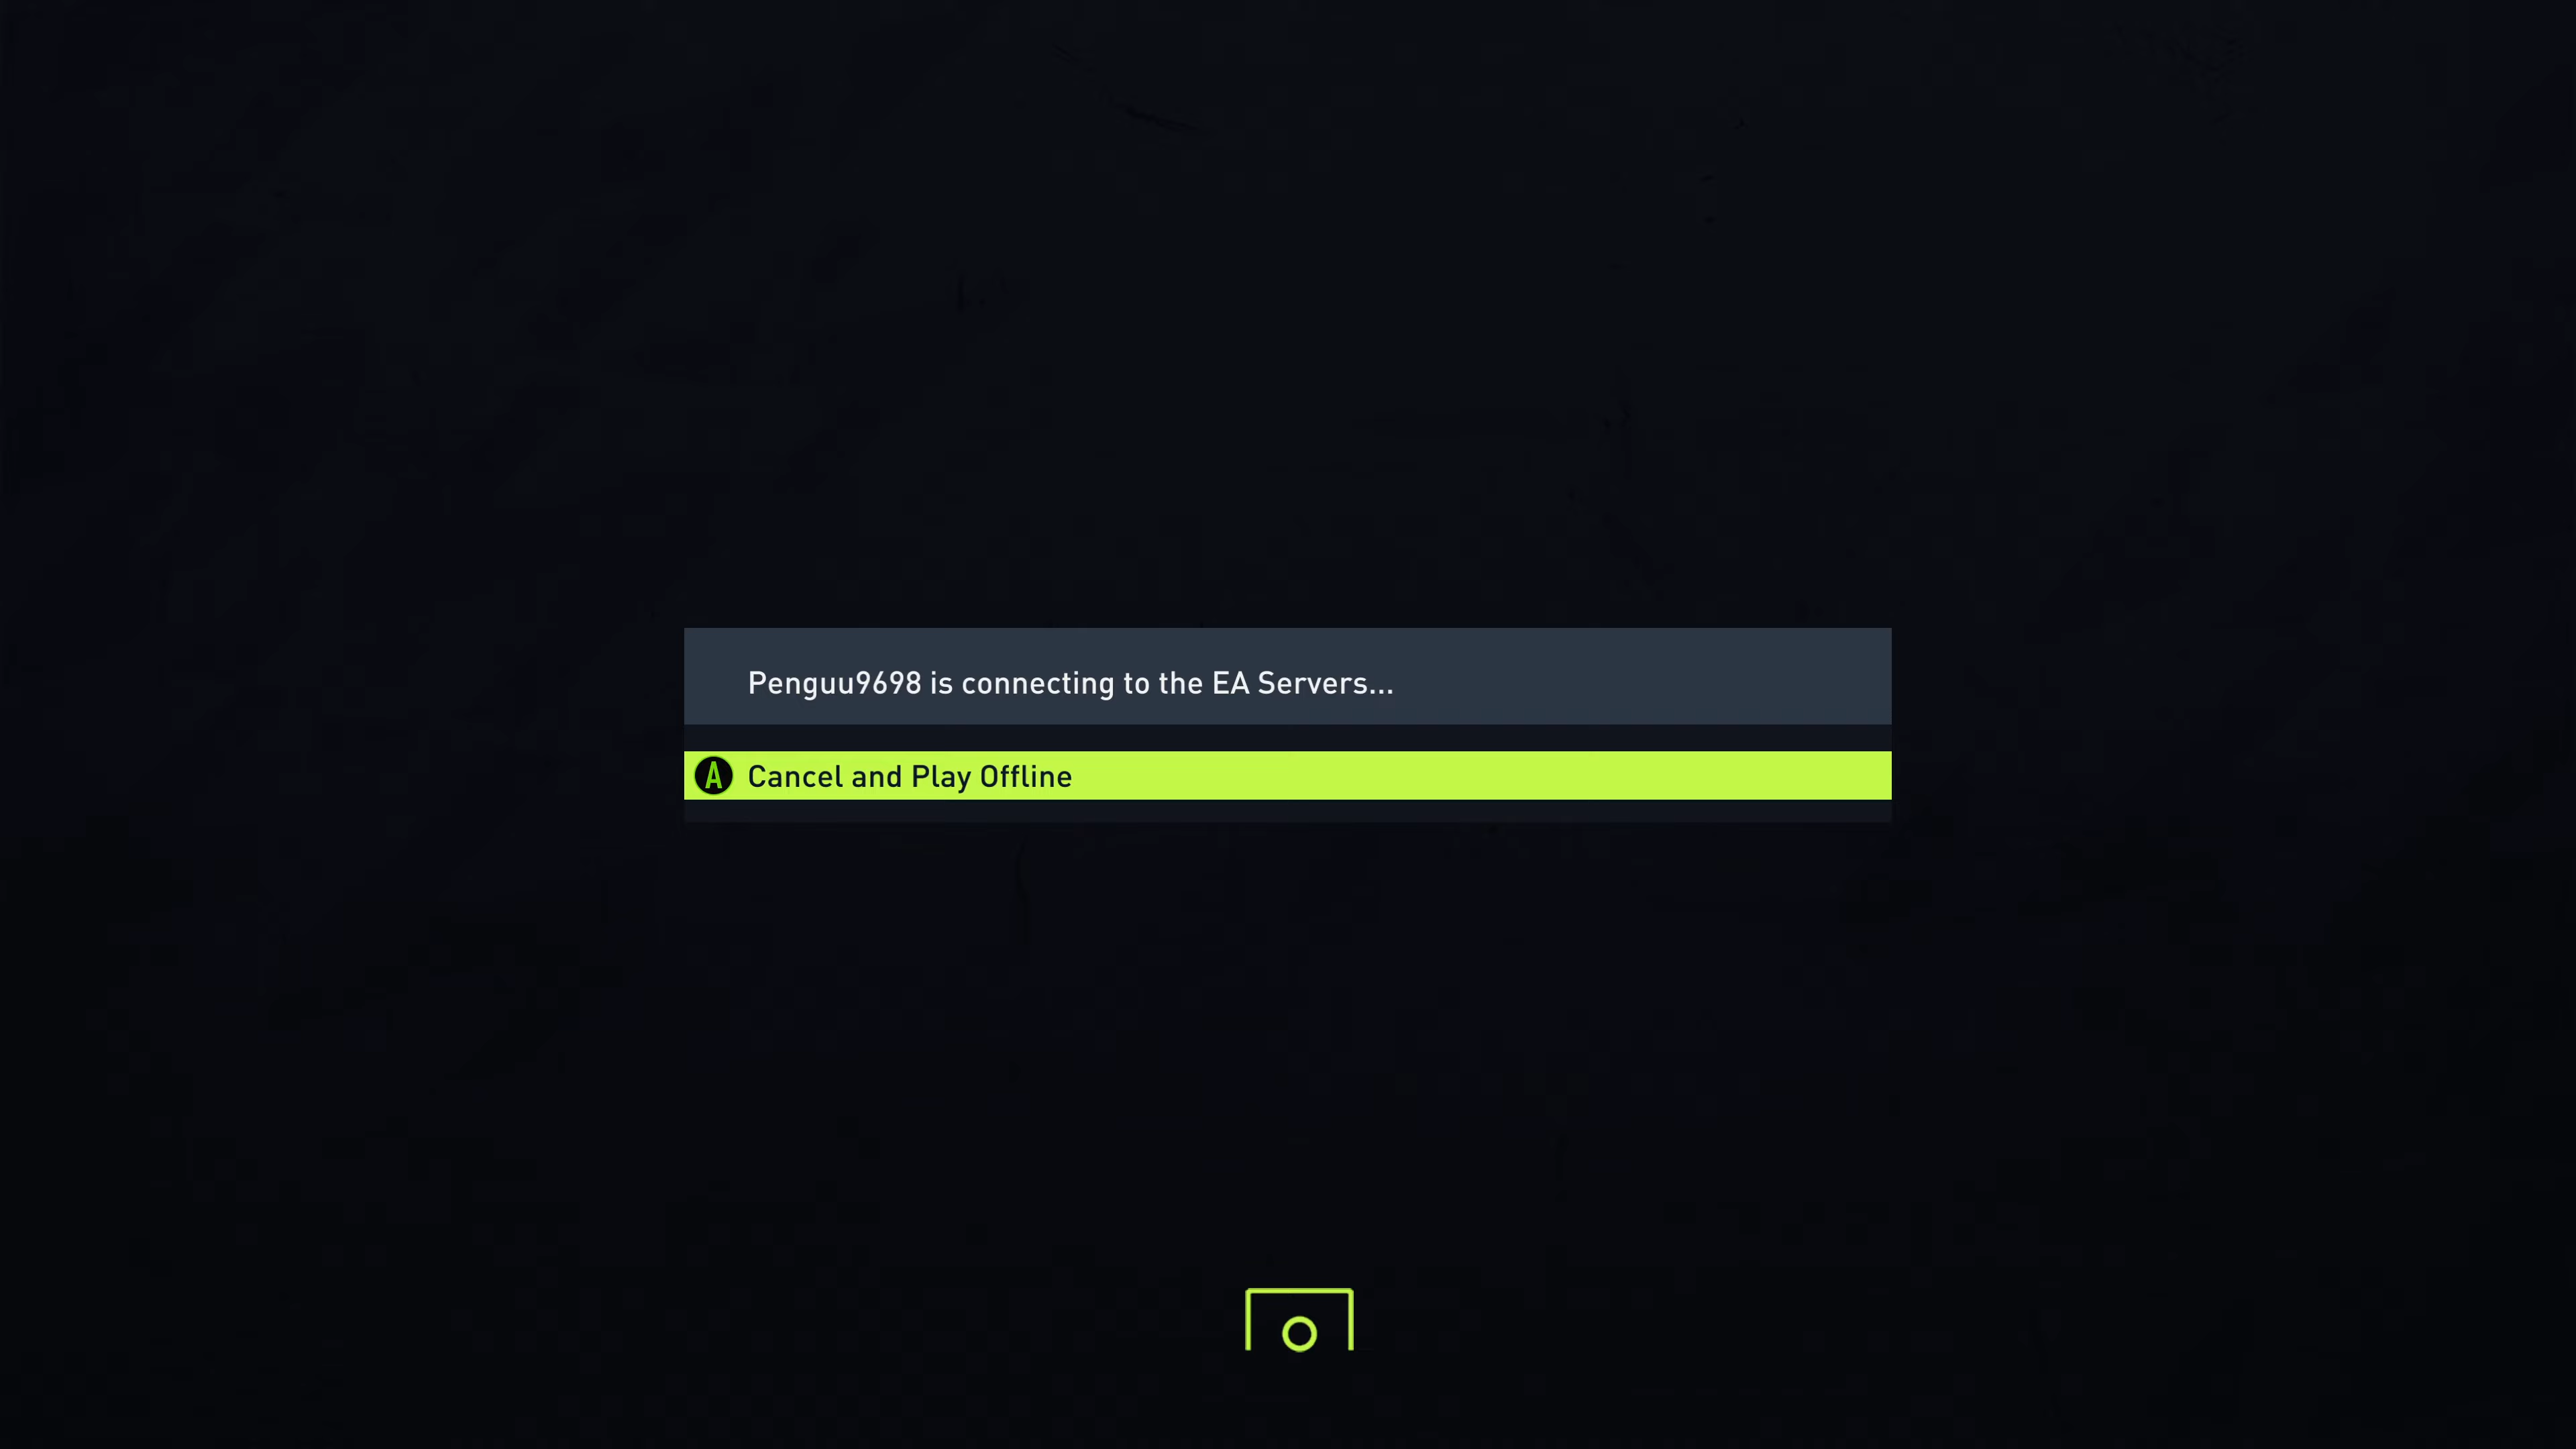 Penguu9698 is connecting to the EA Servers...
A Cancel and Play Offline